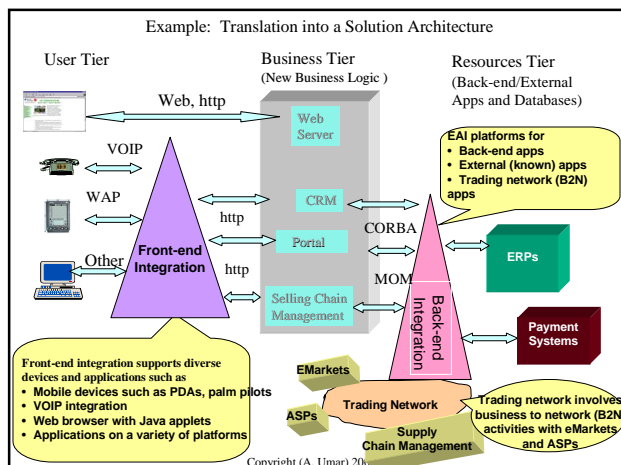 Example: Translation into a Solution Architecture
User Tier
Business Tier
(New Business Logic )
Resources Tier
(Back-end/External
Apps and Databases)
Web, http
Web
Server
VOIP
WAP
Other
Front-end
Integration
http
http
CRM
Portal
Selling Chain
Management
CORBA
MOM
Back-end
Integration
EAI platforms for
• Back-end apps
• External (known) apps
• Trading network (B2N)
apps
ERPs
Payment
Systems
Front-end integration supports diverse
devices and applications such as
• Mobile devices such as PDAs, palm pilots
• VOIP integration
• Web browser with Java applets
• Applications on a variety of platforms
EMarkets
Trading Network
ASPs
Supply
Chain Management
Trading network involves
business to network (B2N
activities with eMarkets
and ASPs
Copyright (A. Umar)